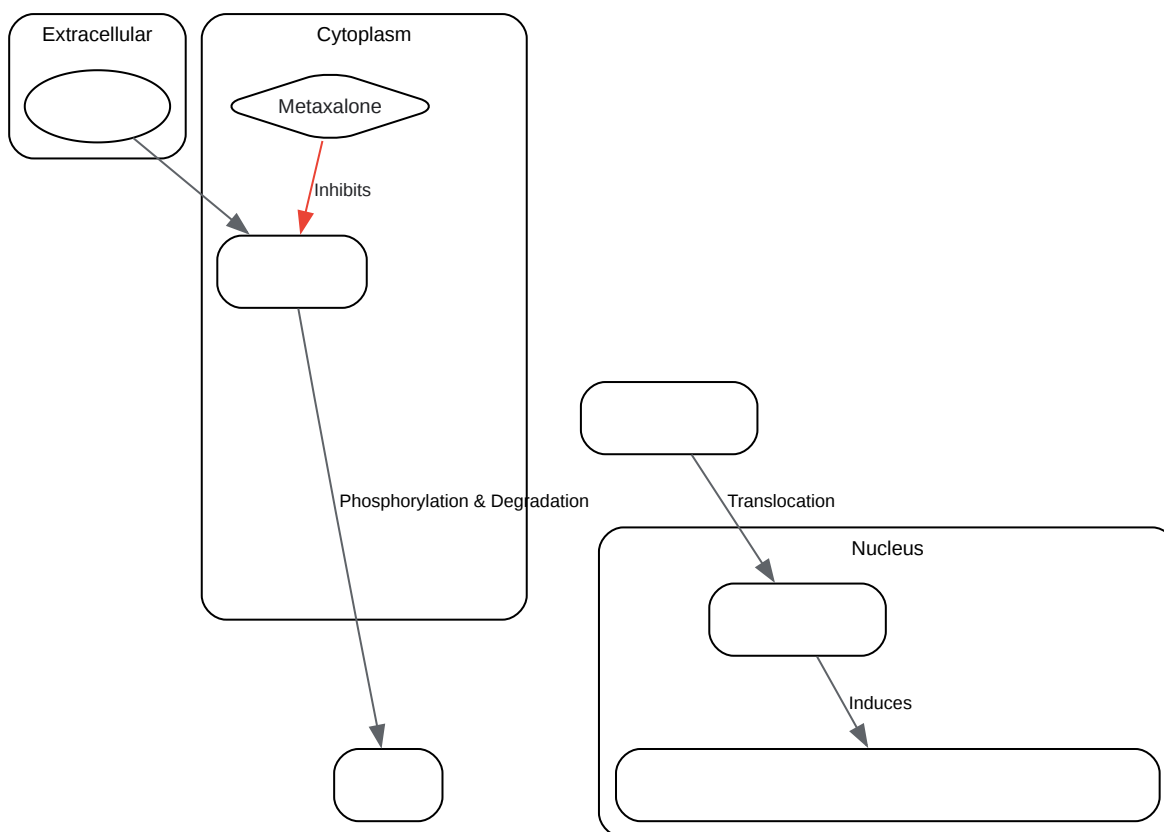 Extracellular
Cytoplasm
Metaxalone
Inhibits
Phosphorylation & Degradation
Translocation
Nucleus
Induces